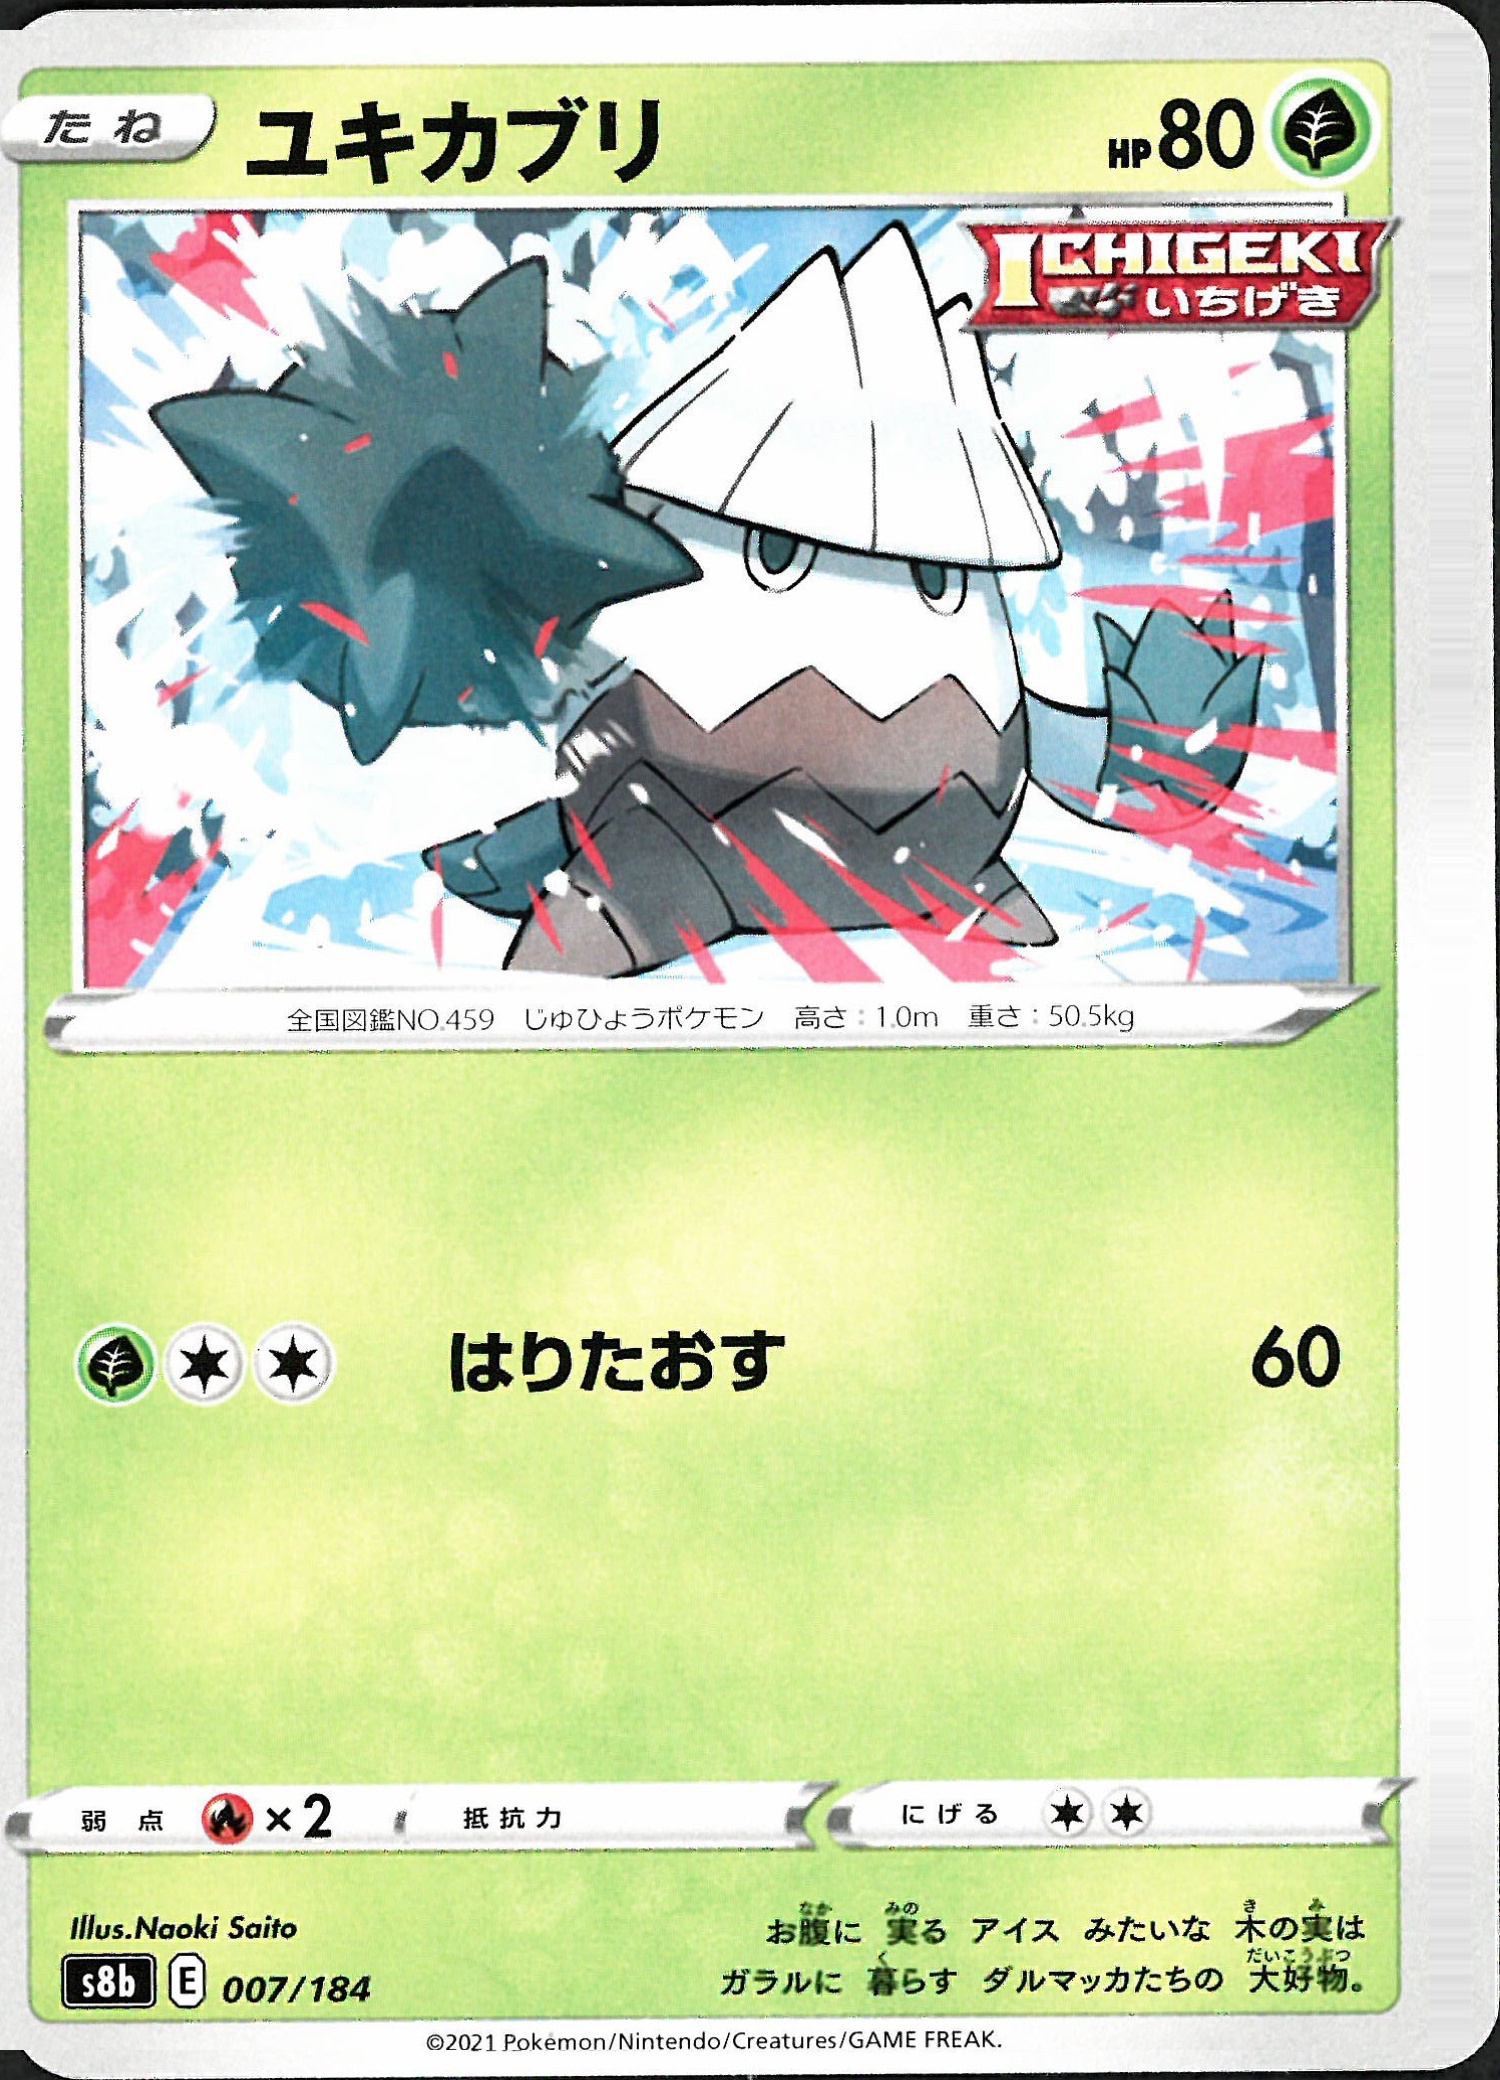 たね ユキカブリ HP80
ICHIGEKI
いちげき
全国図鑑NO.459 じゅひょうポケモン 高さ：1.0m 重さ：50.5kg
はりたおす 60
弱点 ×2 抵抗力 にげる
Illus.Naoki Saito
s8b E 007/184
お腹に 実る アイス みたいな 木の実は
ガラルに 暮らす ダルマッカたちの 大好物。
©2021 Pokémon/Nintendo/Creatures/GAME FREAK.